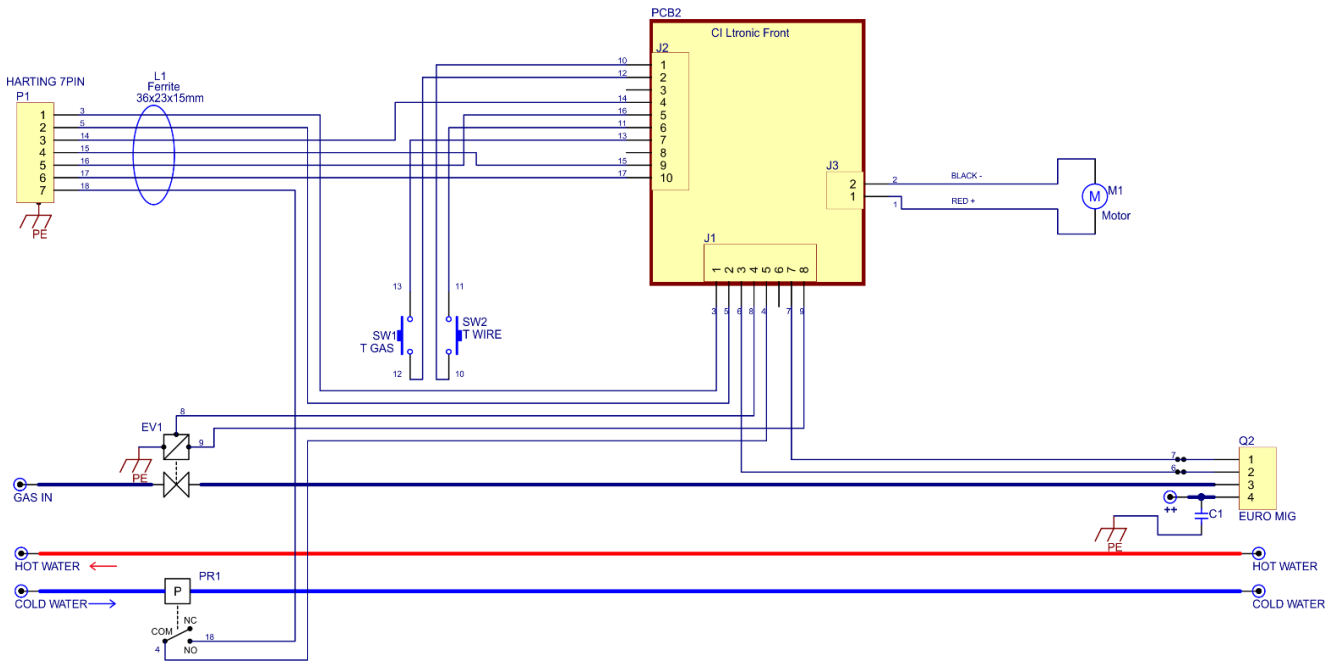 PCB2
CI Ltronic Front
J2
HARTING 7PIN
P1
L1
Ferrite
36x23x15mm
1
2
3
4
5
6
7
3
5
14
15
16
17
18
PE
10
12
14
16
11
13
15
17
1
2
3
4
5
6
7
8
9
10
J3
2
1
2
1
BLACK -
RED +
M
M1
Motor
J1
1
2
3
4
5
6
7
8
3
5
6
8
4
7
9
13
11
SW1
T GAS
SW2
T WIRE
12
10
8
EV1
9
PE
GAS IN
7
6
Q2
1
2
3
4
EURO MIG
++
C1
PE
HOT WATER
HOT WATER
COLD WATER
COLD WATER
PR1
P
NC
COM
NO
4
18